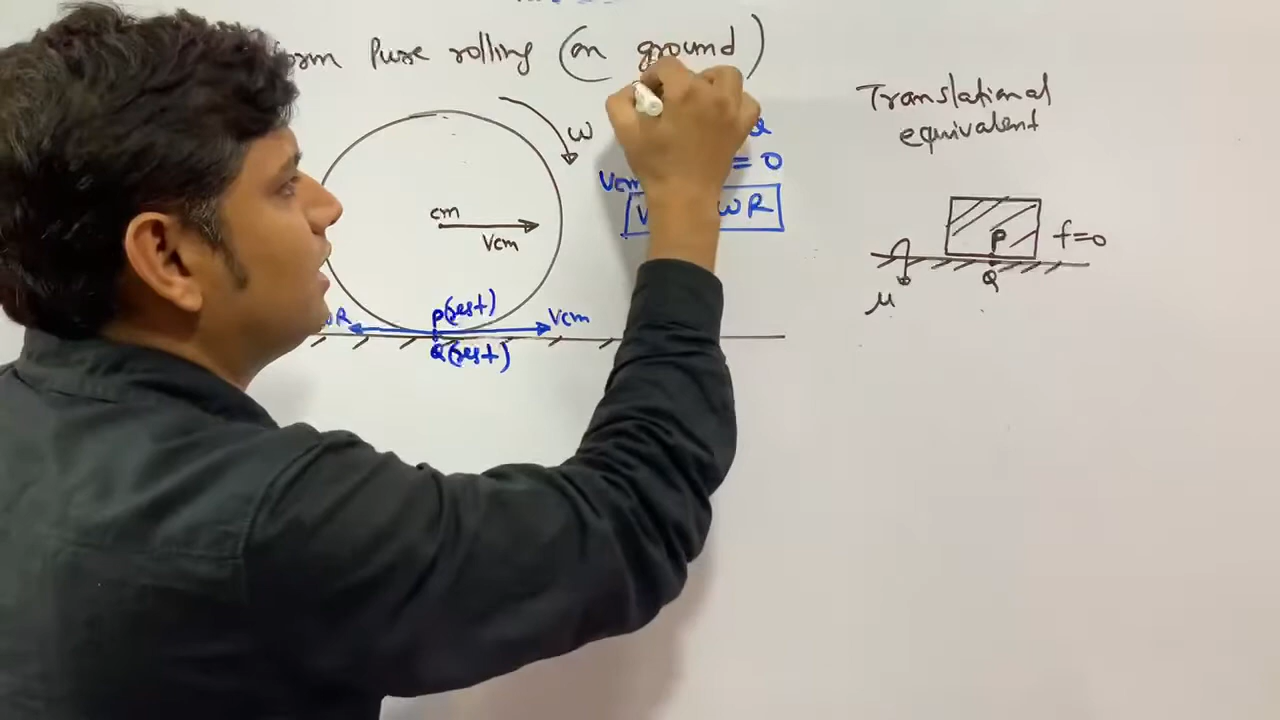 Pure rolling (on ground)
ω
= 0
Vcm
ωR
cm
Vcm
P(rest)
Vcm
Q(rest)
Translational
equivalent
P
f=0
Q
μ